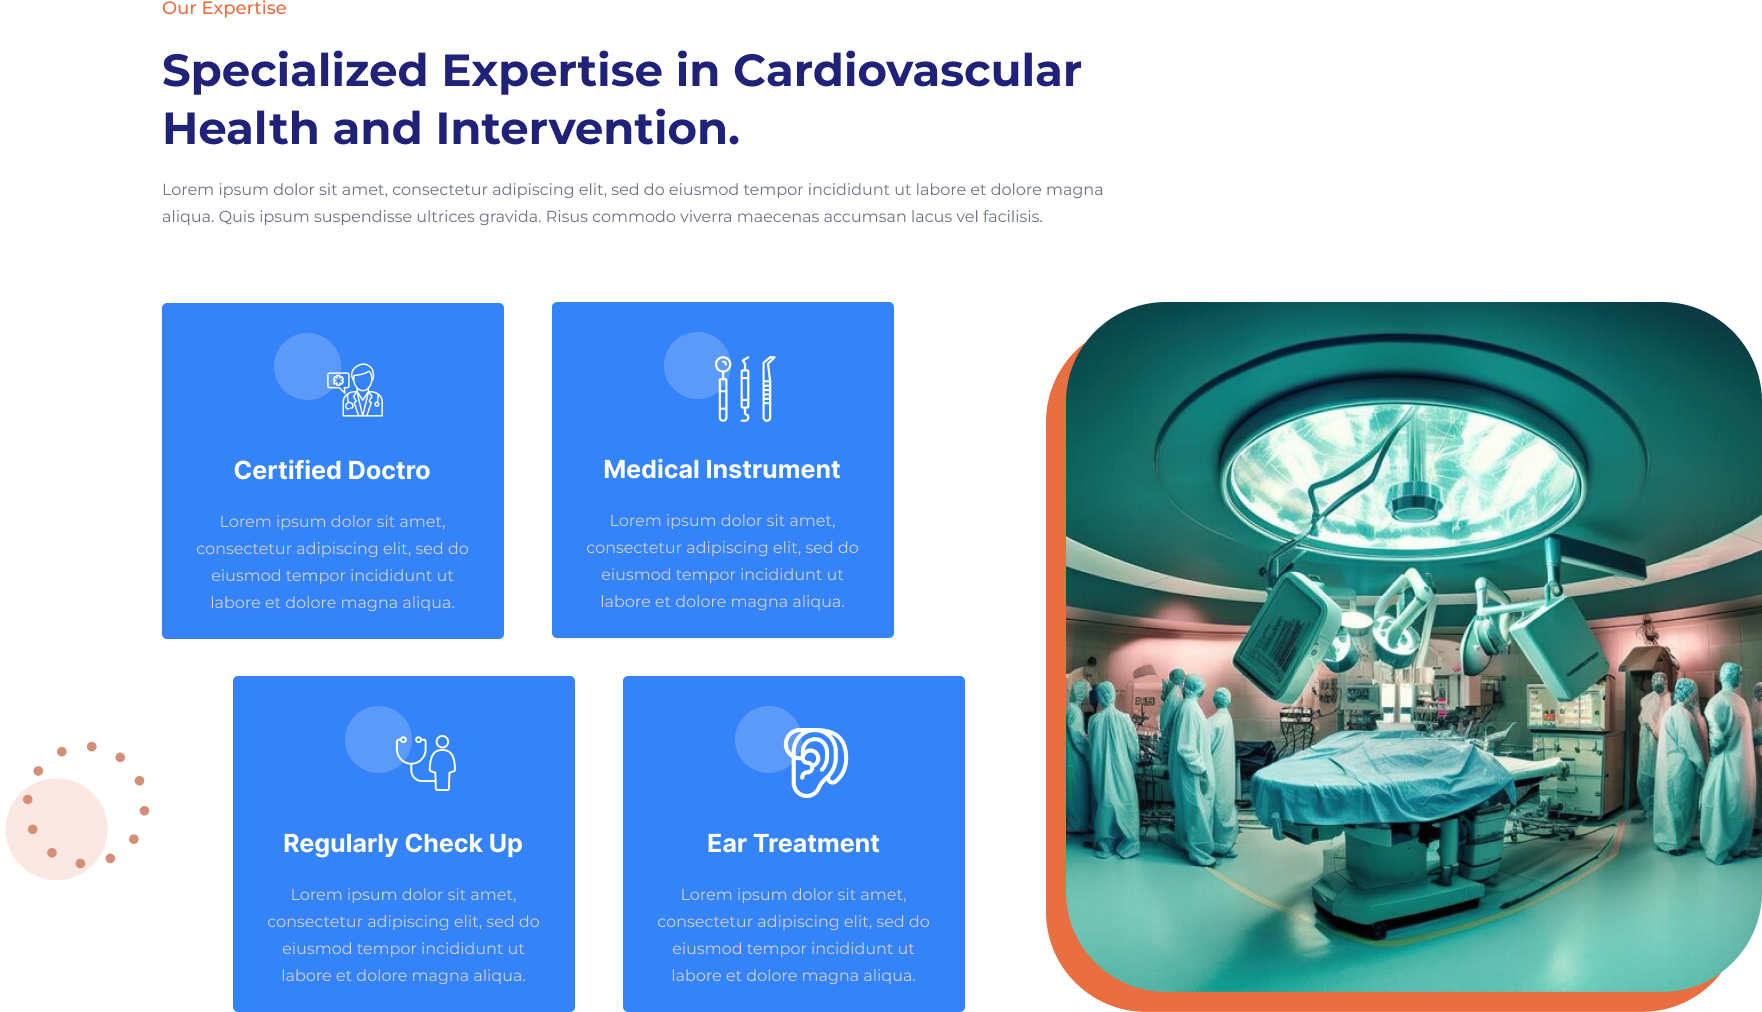 Our Expertise
Specialized Expertise in Cardiovascular
Health and Intervention.
Lorem ipsum dolor sit amet, consectetur adipiscing elit, sed do eiusmod tempor incididunt ut labore et dolore magna
aliqua. Quis ipsum suspendisse ultrices gravida. Risus commodo viverra maecenas accumsan lacus vel facilisis.
Certified Doctro
Lorem ipsum dolor sit amet,
consectetur adipiscing elit, sed do
eiusmod tempor incididunt ut
labore et dolore magna aliqua.
Medical Instrument
Lorem ipsum dolor sit amet,
consectetur adipiscing elit, sed do
eiusmod tempor incididunt ut
labore et dolore magna aliqua.
Regularly Check Up
Lorem ipsum dolor sit amet,
consectetur adipiscing elit, sed do
eiusmod tempor incididunt ut
labore et dolore magna aliqua.
Ear Treatment
Lorem ipsum dolor sit amet,
consectetur adipiscing elit, sed do
eiusmod tempor incididunt ut
labore et dolore magna aliqua.